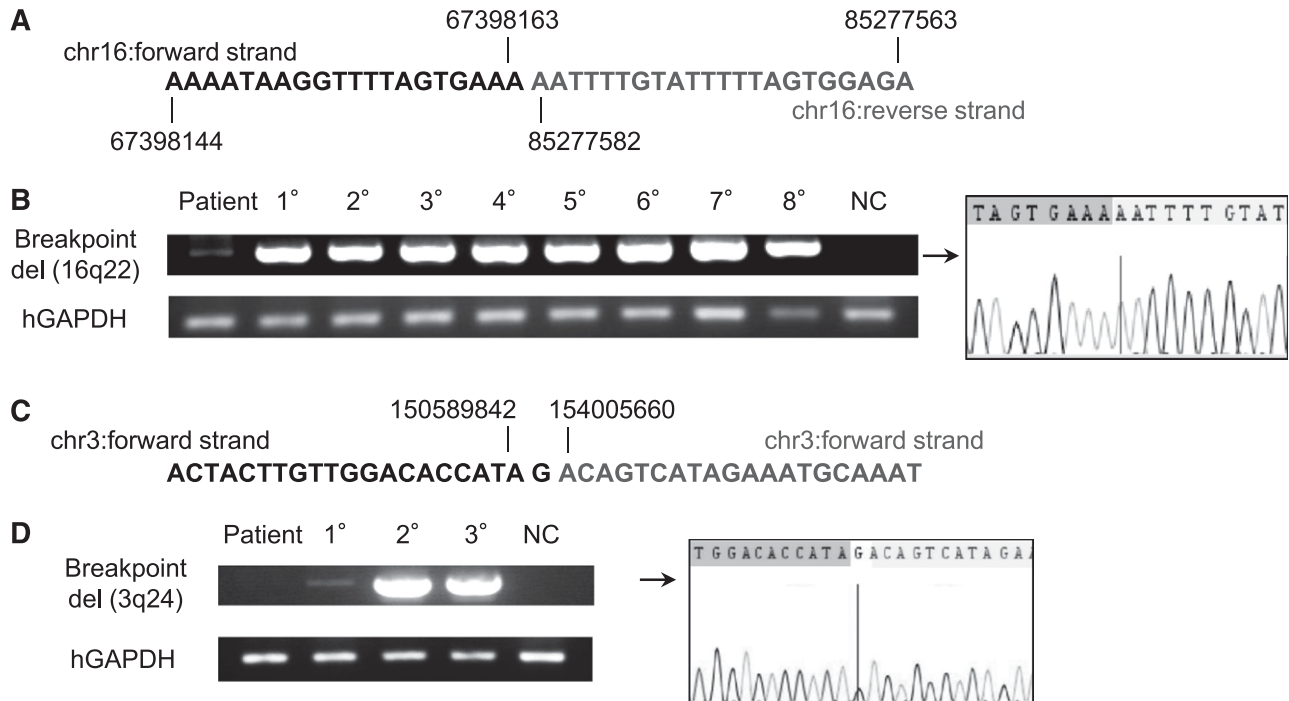 A
67398163
85277563
chr16:forward strand
AAAATAAGGTTTTAGTGAAA AATTTTGTATTTTTAGTGGAGA
chr16:reverse strand
67398144
85277582
B
Patient 1° 2° 3° 4° 5° 6° 7° 8° NC
Breakpoint
del (16q22)
hGAPDH
TAGTGAAAAATTTTGTAT
C
150589842 154005660
chr3:forward strand
chr3:forward strand
ACTACTTGTTGGACACCATA G ACAGTCATAGAAATGCAAAT
D
Patient 1° 2° 3° NC
Breakpoint
del (3q24)
hGAPDH
TGGACACCATAGACAGTCATAGAA